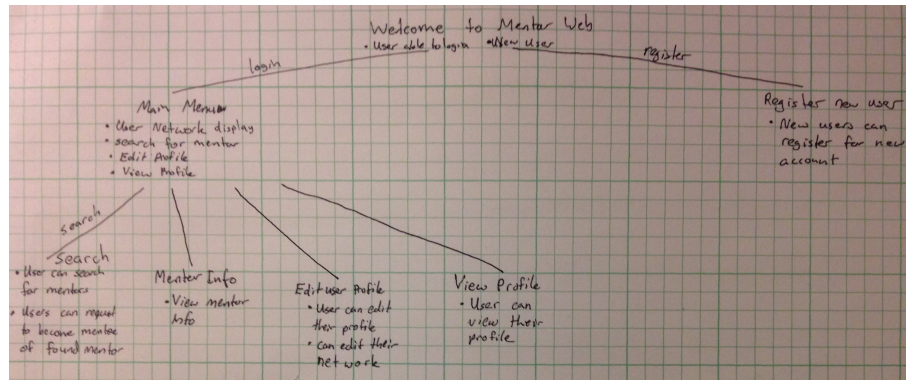 Welcome to Mentor Web
• User able to login • New User
login
register
Main Menu
• User Network display
• search for mentor
• Edit Profile
• View Profile
Register new user
• New users can
register for new
account
search
Search
• User can search
for mentors
• Users can request
to become mentee
of found mentor
Mentor Info
• View mentor
Info
Edit user Profile
• User can edit
their profile
• can edit their
network
View Profile
• User can
view their
profile